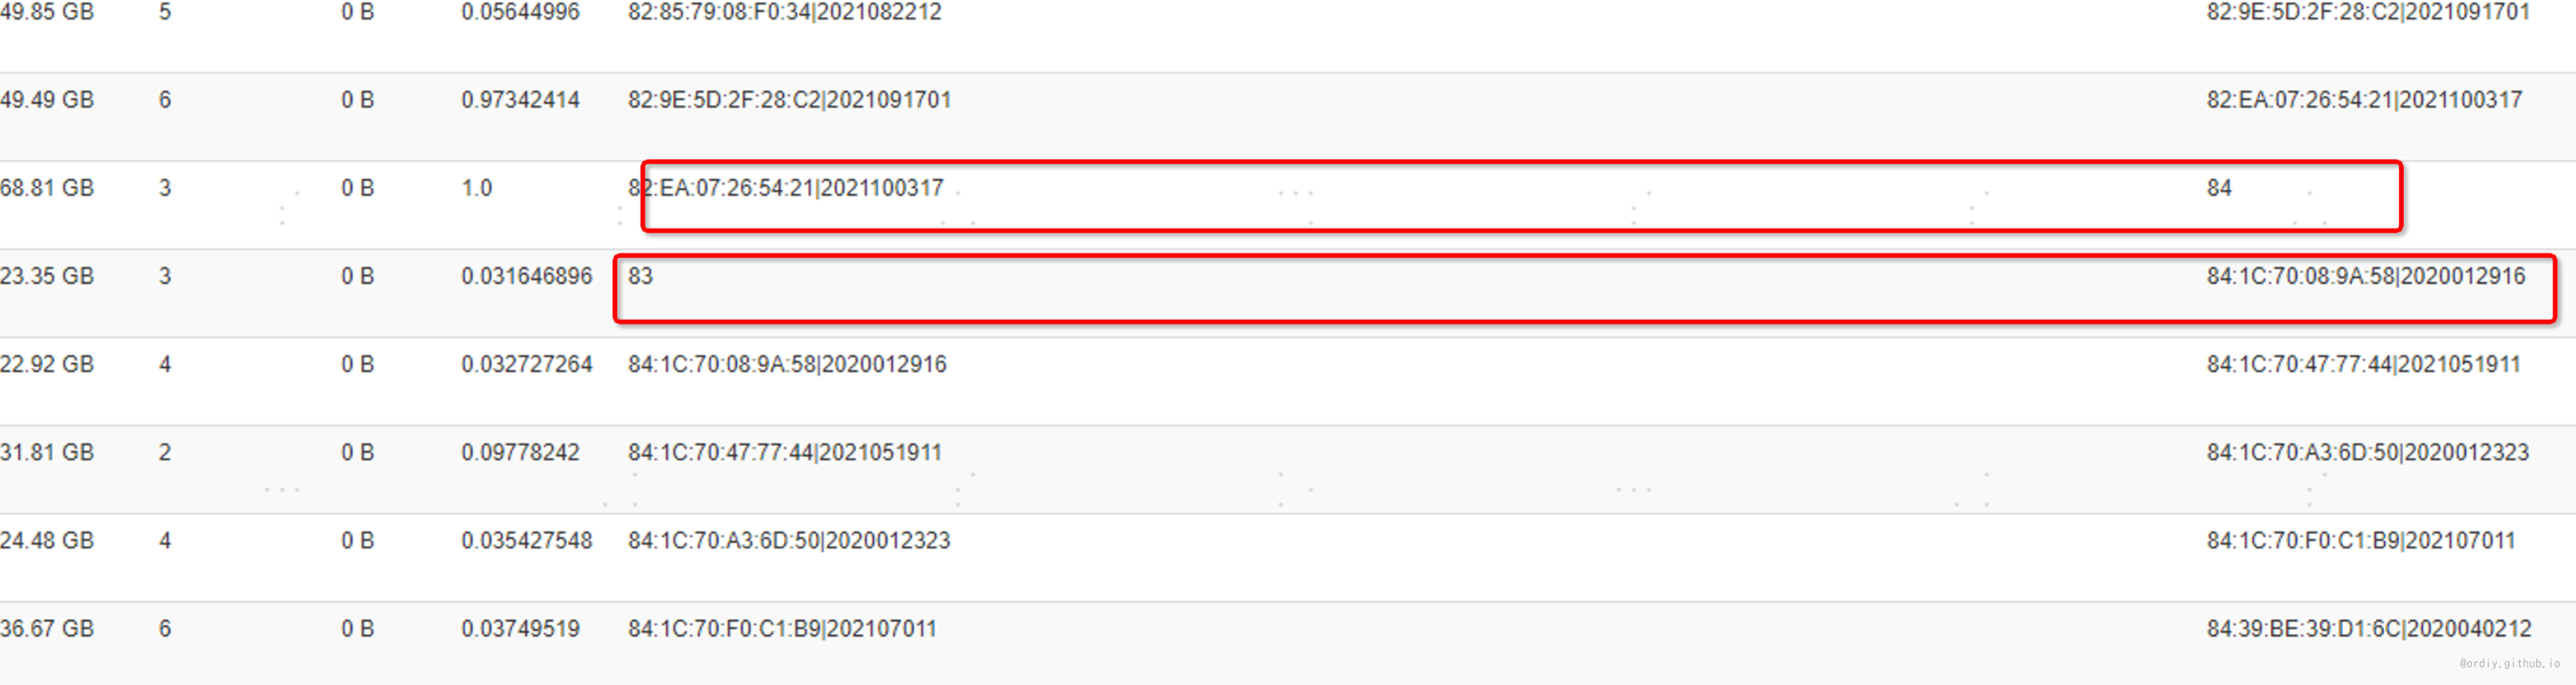 49.85 GB 5 0 B 0.05644996 82:85:79:08:F0:34|2021082212 82:9E:5D:2F:28:C2|2021091701
49.49 GB 6 0 B 0.97342414 82:9E:5D:2F:28:C2|2021091701 82:EA:07:26:54:21|2021100317
68.81 GB 3 0 B 1.0 82:EA:07:26:54:21|2021100317 84
23.35 GB 3 0 B 0.031646896 83 84:1C:70:08:9A:58|2020012916
22.92 GB 4 0 B 0.032727264 84:1C:70:08:9A:58|2020012916 84:1C:70:47:77:44|2021051911
31.81 GB 2 0 B 0.09778242 84:1C:70:47:77:44|2021051911 84:1C:70:A3:6D:50|2020012323
24.48 GB 4 0 B 0.035427548 84:1C:70:A3:6D:50|2020012323 84:1C:70:F0:C1:B9|202107011
36.67 GB 6 0 B 0.03749519 84:1C:70:F0:C1:B9|202107011 84:39:BE:39:D1:6C|2020040212
@ordiy.github.io